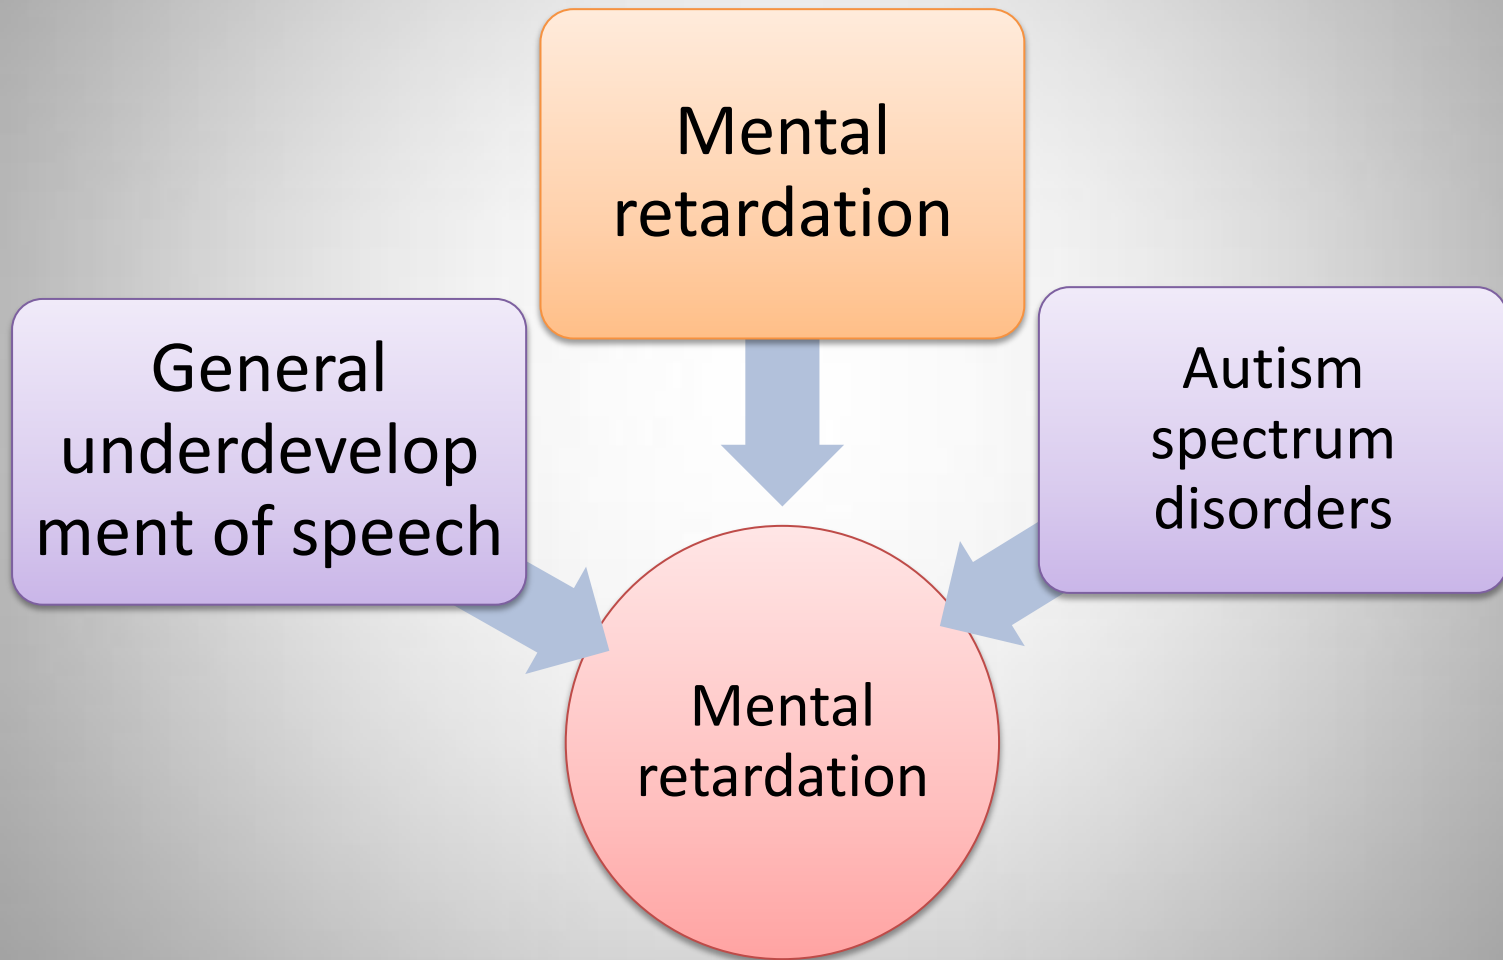 Mental
retardation
General
underdevelop
ment of speech
Autism
spectrum
disorders
Mental
retardation